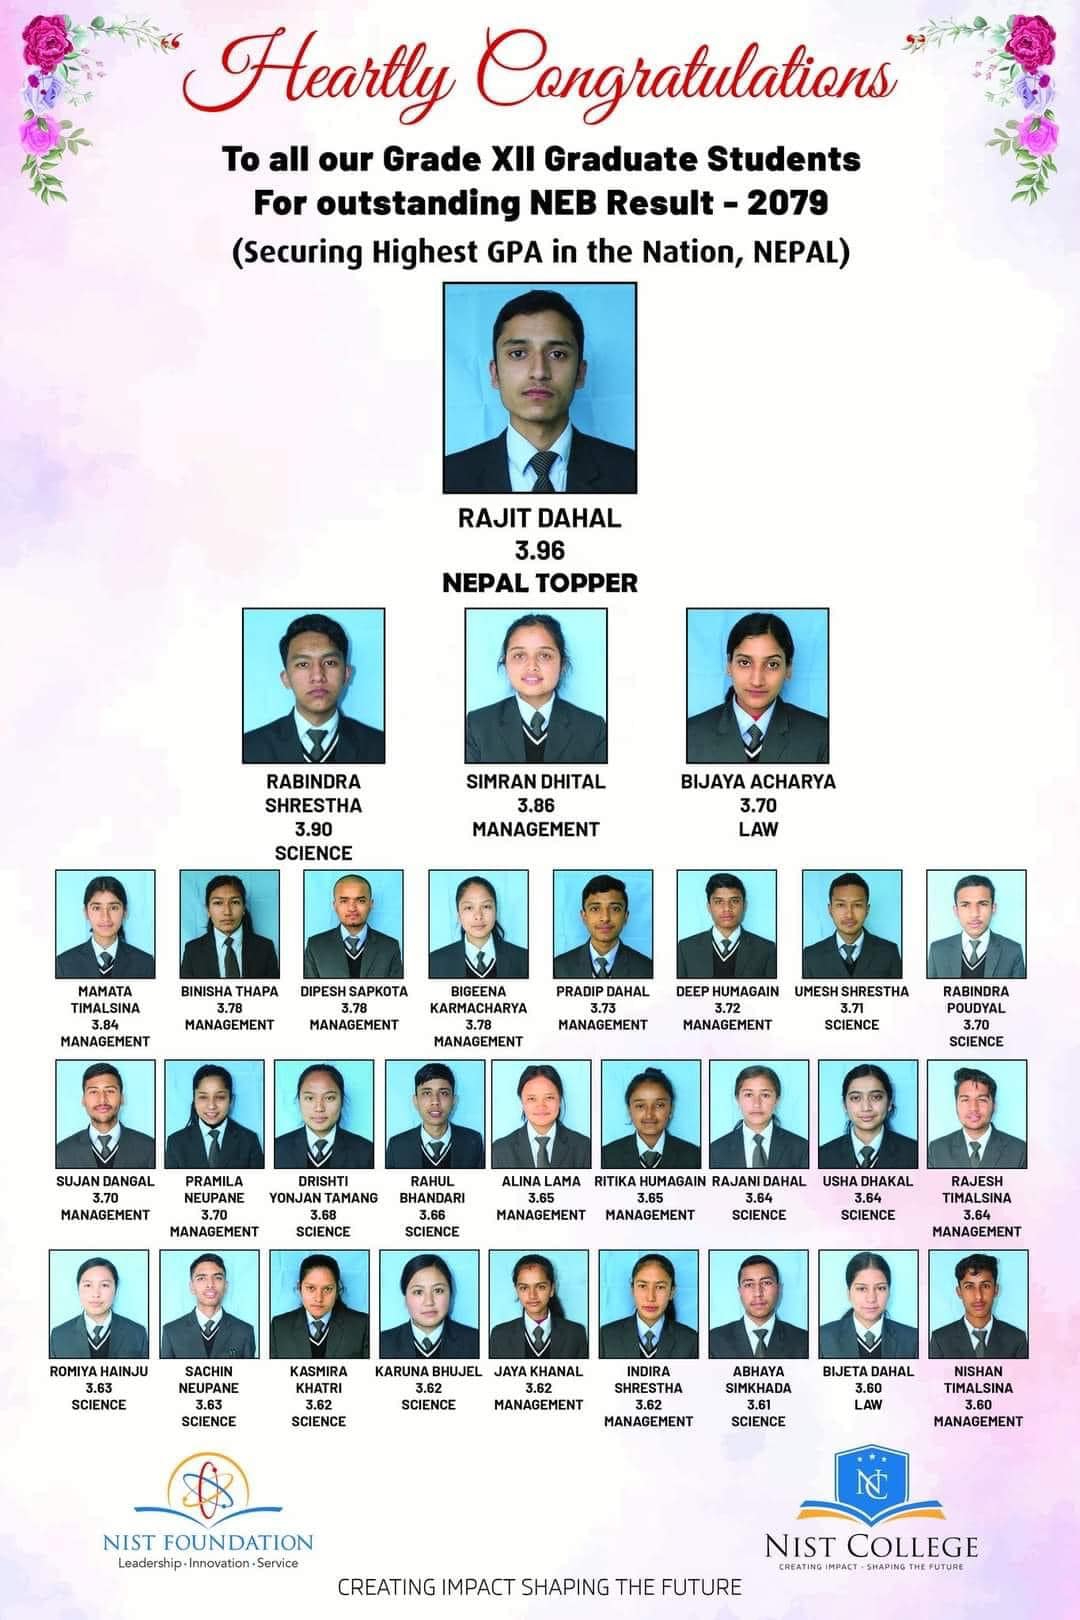 “Heartly Congratulations”
To all our Grade XII Graduate Students
For outstanding NEB Result - 2079
(Securing Highest GPA in the Nation, NEPAL)
RAJIT DAHAL
3.96
NEPAL TOPPER
RABINDRA
SHRESTHA
3.90
SCIENCE
SIMRAN DHITAL
3.86
MANAGEMENT
BIJAYA ACHARYA
3.70
LAW
MAMATA
TIMALSINA
3.84
MANAGEMENT
BINISHA THAPA
3.78
MANAGEMENT
DIPESH SAPKOTA
3.78
MANAGEMENT
BIGEENA
KARMACHARYA
3.78
MANAGEMENT
PRADIP DAHAL
3.73
MANAGEMENT
DEEP HUMAGAIN
3.72
MANAGEMENT
UMESH SHRESTHA
3.71
SCIENCE
RABINDRA
POUDYAL
3.70
SCIENCE
SUJAN DANGAL
3.70
MANAGEMENT
PRAMILA
NEUPANE
3.70
MANAGEMENT
DRISHTI
YONJAN TAMANG
3.68
SCIENCE
RAHUL
BHANDARI
3.66
SCIENCE
ALINA LAMA
3.65
MANAGEMENT
RITIKA HUMAGAIN
3.65
MANAGEMENT
RAJANI DAHAL
3.64
SCIENCE
USHA DHAKAL
3.64
SCIENCE
RAJESH
TIMALSINA
3.64
MANAGEMENT
ROMIYA HAINJU
3.63
SCIENCE
SACHIN
NEUPANE
3.63
SCIENCE
KASMIRA
KHATRI
3.62
SCIENCE
KARUNA BHUJEL
3.62
SCIENCE
JAYA KHANAL
3.62
MANAGEMENT
INDIRA
SHRESTHA
3.62
MANAGEMENT
ABHAYA
SIMKHADA
3.61
SCIENCE
BIJETA DAHAL
3.60
LAW
NISHAN
TIMALSINA
3.60
MANAGEMENT
NIST FOUNDATION
Leadership · Innovation · Service
NC
NIST COLLEGE
CREATING IMPACT - SHAPING THE FUTURE
CREATING IMPACT SHAPING THE FUTURE